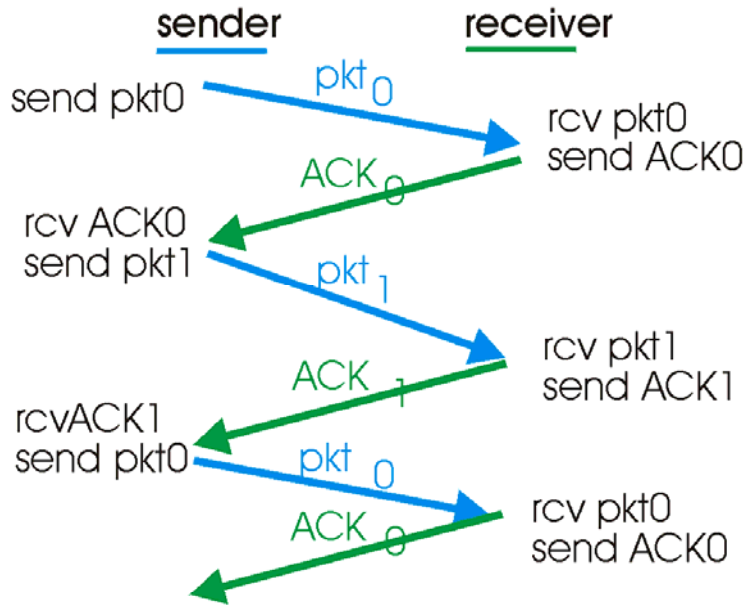 sender receiver
send pkt0
pkt0
rcv pkt0
send ACK0
ACK0
rcv ACK0
send pkt1
pkt1
rcv pkt1
send ACK1
ACK1
rcvACK1
send pkt0
pkt0
rcv pkt0
send ACK0
ACK0